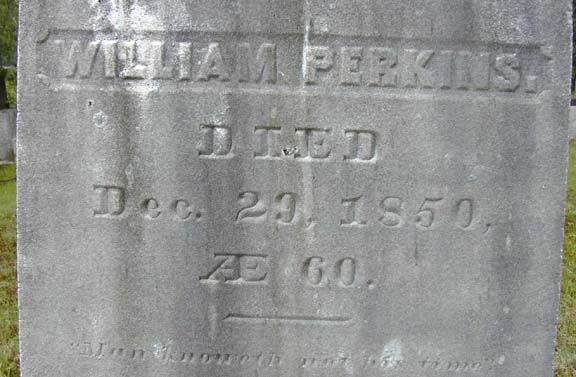 WILLIAM PERKINS.
DIED
Dec. 29, 1850,
Æ 60.
"Man knoweth not his time"